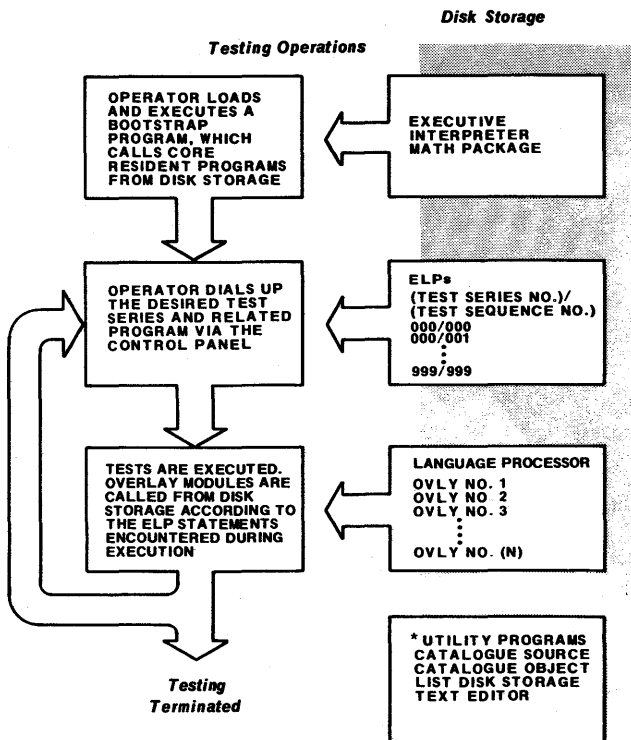 Disk Storage
Testing Operations
OPERATOR LOADS
AND EXECUTES A
BOOTSTRAP
PROGRAM, WHICH
CALLS CORE
RESIDENT PROGRAMS
FROM DISK STORAGE
EXECUTIVE
INTERPRETER
MATH PACKAGE
OPERATOR DIALS UP
THE DESIRED TEST
SERIES AND RELATED
PROGRAM VIA THE
CONTROL PANEL
ELPs
(TEST SERIES NO.)/
(TEST SEQUENCE NO.)
000/000
000/001
999/999
TESTS ARE EXECUTED.
OVERLAY MODULES ARE
CALLED FROM DISK
STORAGE ACCORDING TO
THE ELP STATEMENTS
ENCOUNTERED DURING
EXECUTION
LANGUAGE PROCESSOR
OVLY NO. 1
OVLY NO. 2
OVLY NO. 3
OVLY NO. (N)
*UTILITY PROGRAMS
CATALOGUE SOURCE
CATALOGUE OBJECT
LIST DISK STORAGE
TEXT EDITOR
Testing
Terminated